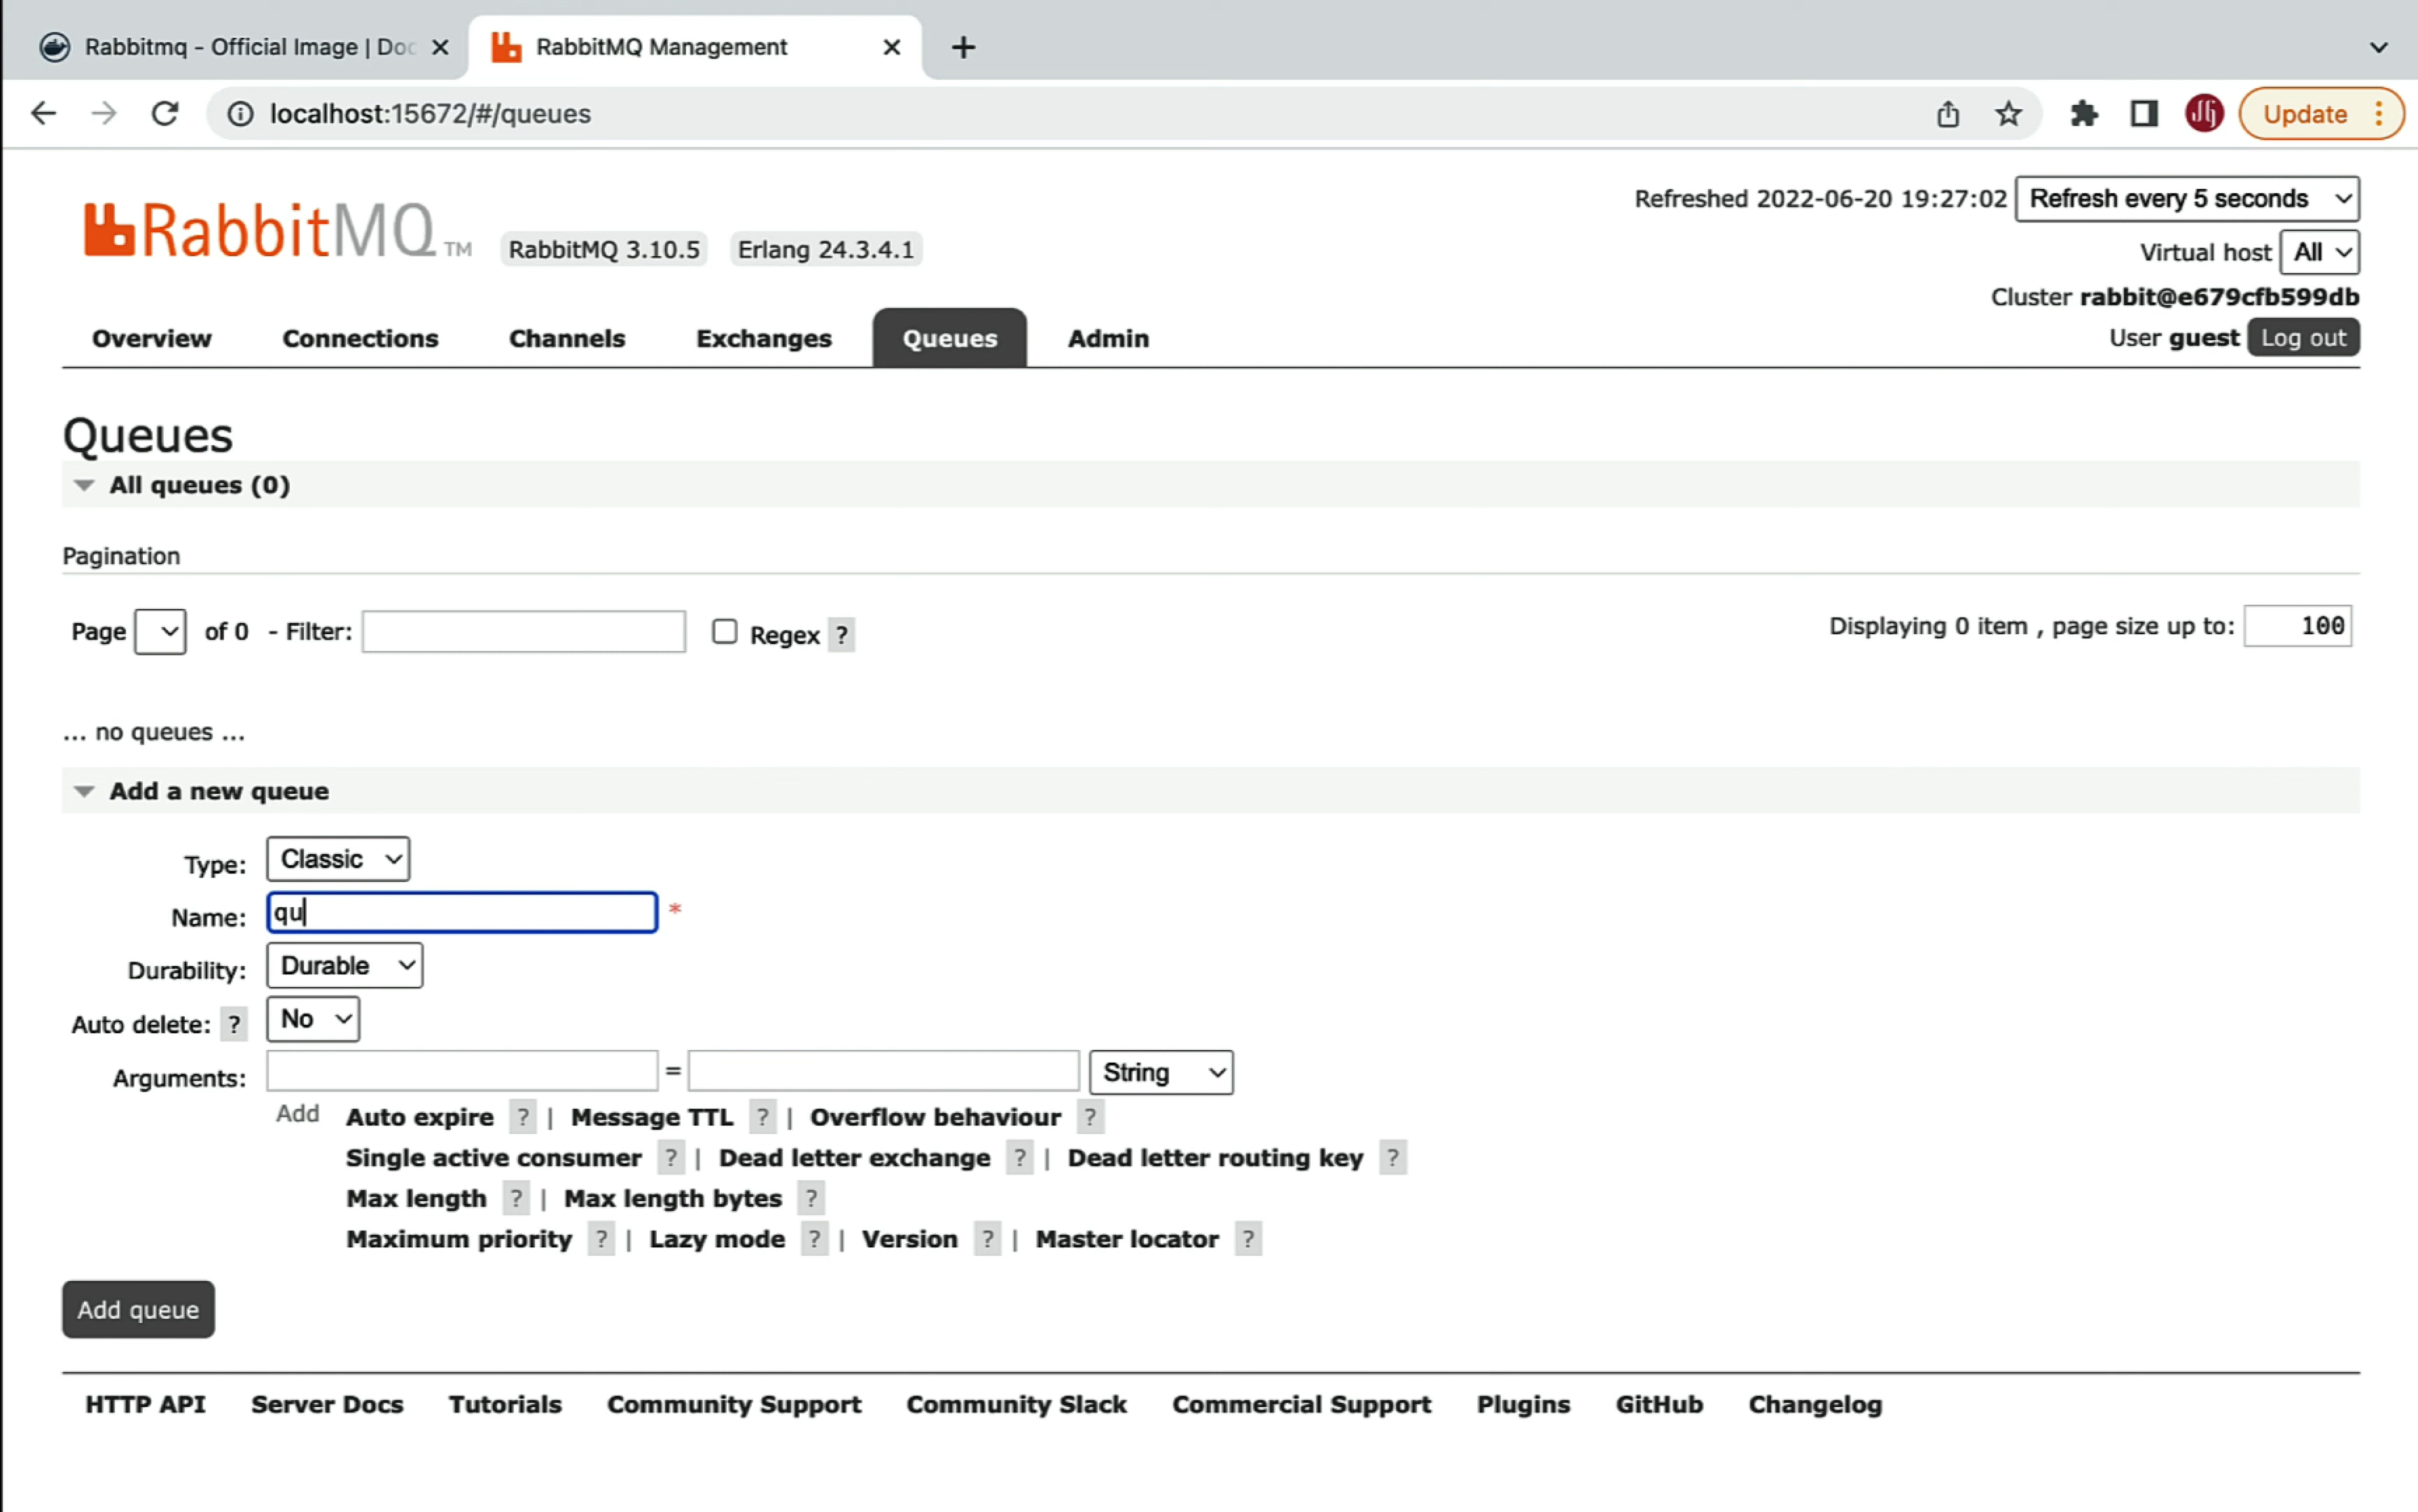 Rabbitmq - Official Image | Doc
RabbitMQ Management
localhost:15672/#/queues
Update
Refreshed 2022-06-20 19:27:02 Refresh every 5 seconds
RabbitMQ TM RabbitMQ 3.10.5 Erlang 24.3.4.1
Virtual host All
Cluster rabbit@e679cfb599db
User guest Log out
Overview Connections Channels Exchanges Queues Admin
Queues
All queues (0)
Pagination
Page of 0 - Filter: Regex ? Displaying 0 item , page size up to: 100
... no queues ...
Add a new queue
Type: Classic
Name: qu *
Durability: Durable
Auto delete: ? No
Arguments: = String
Add Auto expire ? | Message TTL ? | Overflow behaviour ?
Single active consumer ? | Dead letter exchange ? | Dead letter routing key ?
Max length ? | Max length bytes ?
Maximum priority ? | Lazy mode ? | Version ? | Master locator ?
Add queue
HTTP API Server Docs Tutorials Community Support Community Slack Commercial Support Plugins GitHub Changelog